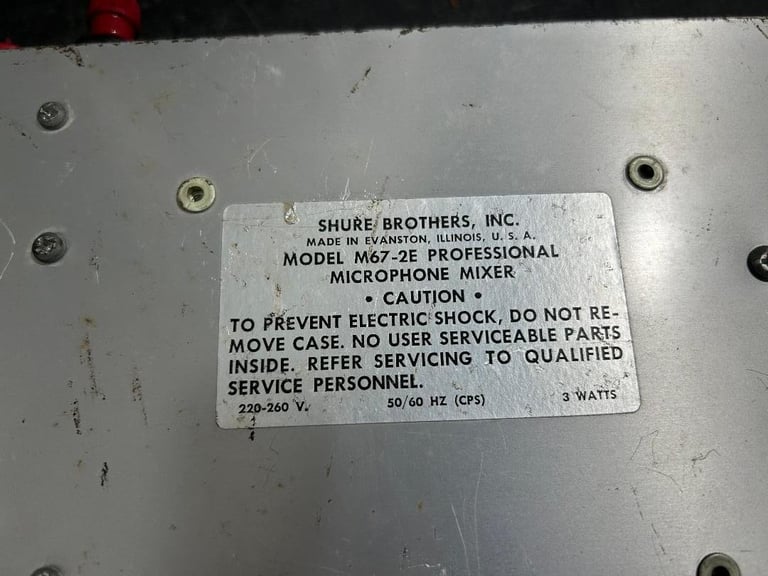 SHURE BROTHERS, INC.
MADE IN EVANSTON, ILLINOIS, U. S. A.
MODEL M67-2E PROFESSIONAL
MICROPHONE MIXER
• CAUTION •
TO PREVENT ELECTRIC SHOCK, DO NOT RE-
MOVE CASE. NO USER SERVICEABLE PARTS
INSIDE. REFER SERVICING TO QUALIFIED
SERVICE PERSONNEL.
220-260 V. 50/60 HZ (CPS) 3 WATTS